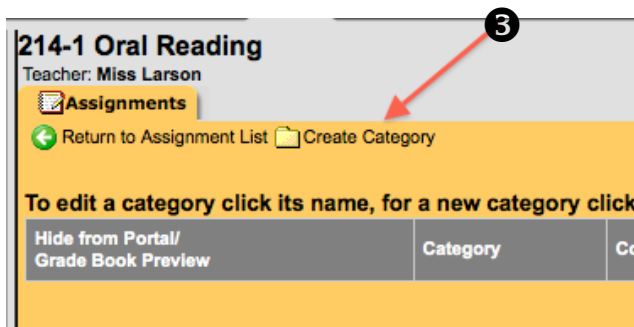 ❸
214-1 Oral Reading
Teacher: Miss Larson
Assignments
Return to Assignment List Create Category
To edit a category click its name, for a new category click
Hide from Portal/
Grade Book Preview
Category